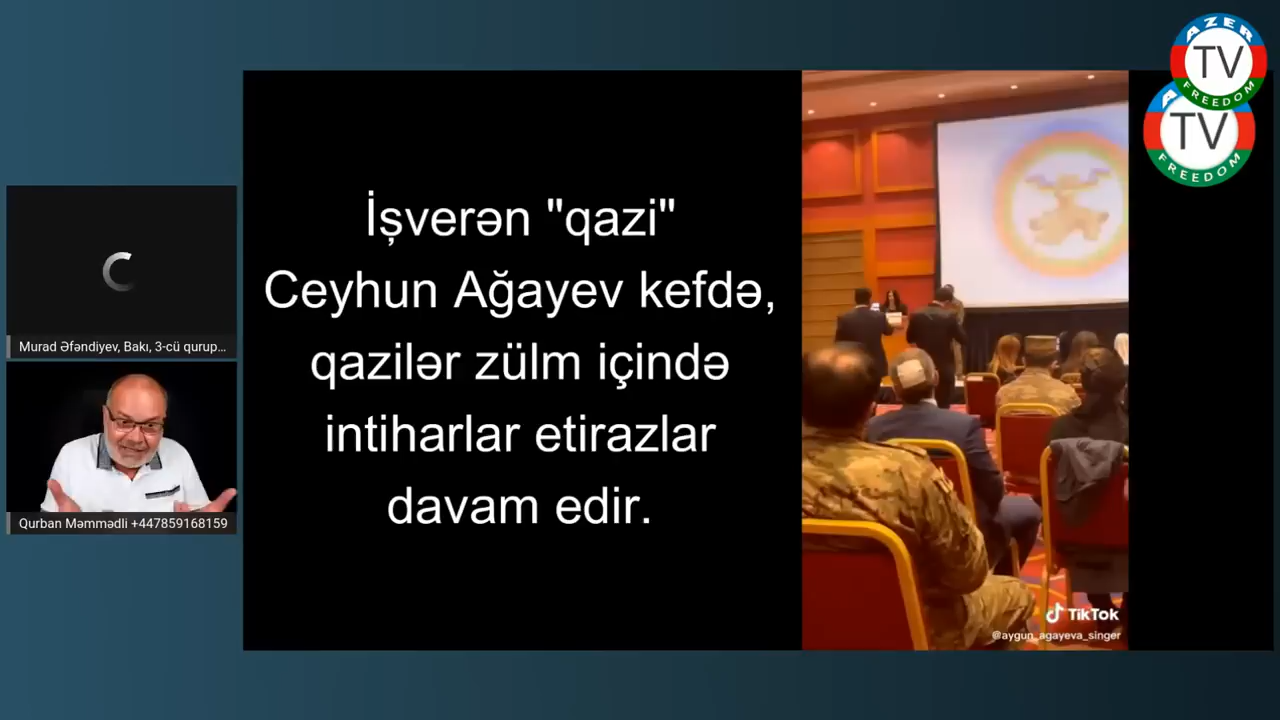 AZER
TV
FREEDOM
A
TV
FREEDOM
İşverən "qazi"
Ceyhun Ağayev kefdə,
qazilər zülm içində
intiharlar etirazlar
davam edir.
Murad Əfəndiyev, Bakı, 3-cü qurup...
Qurban Məmmədli +447859168159
TikTok
@aygun_agayeva_singer